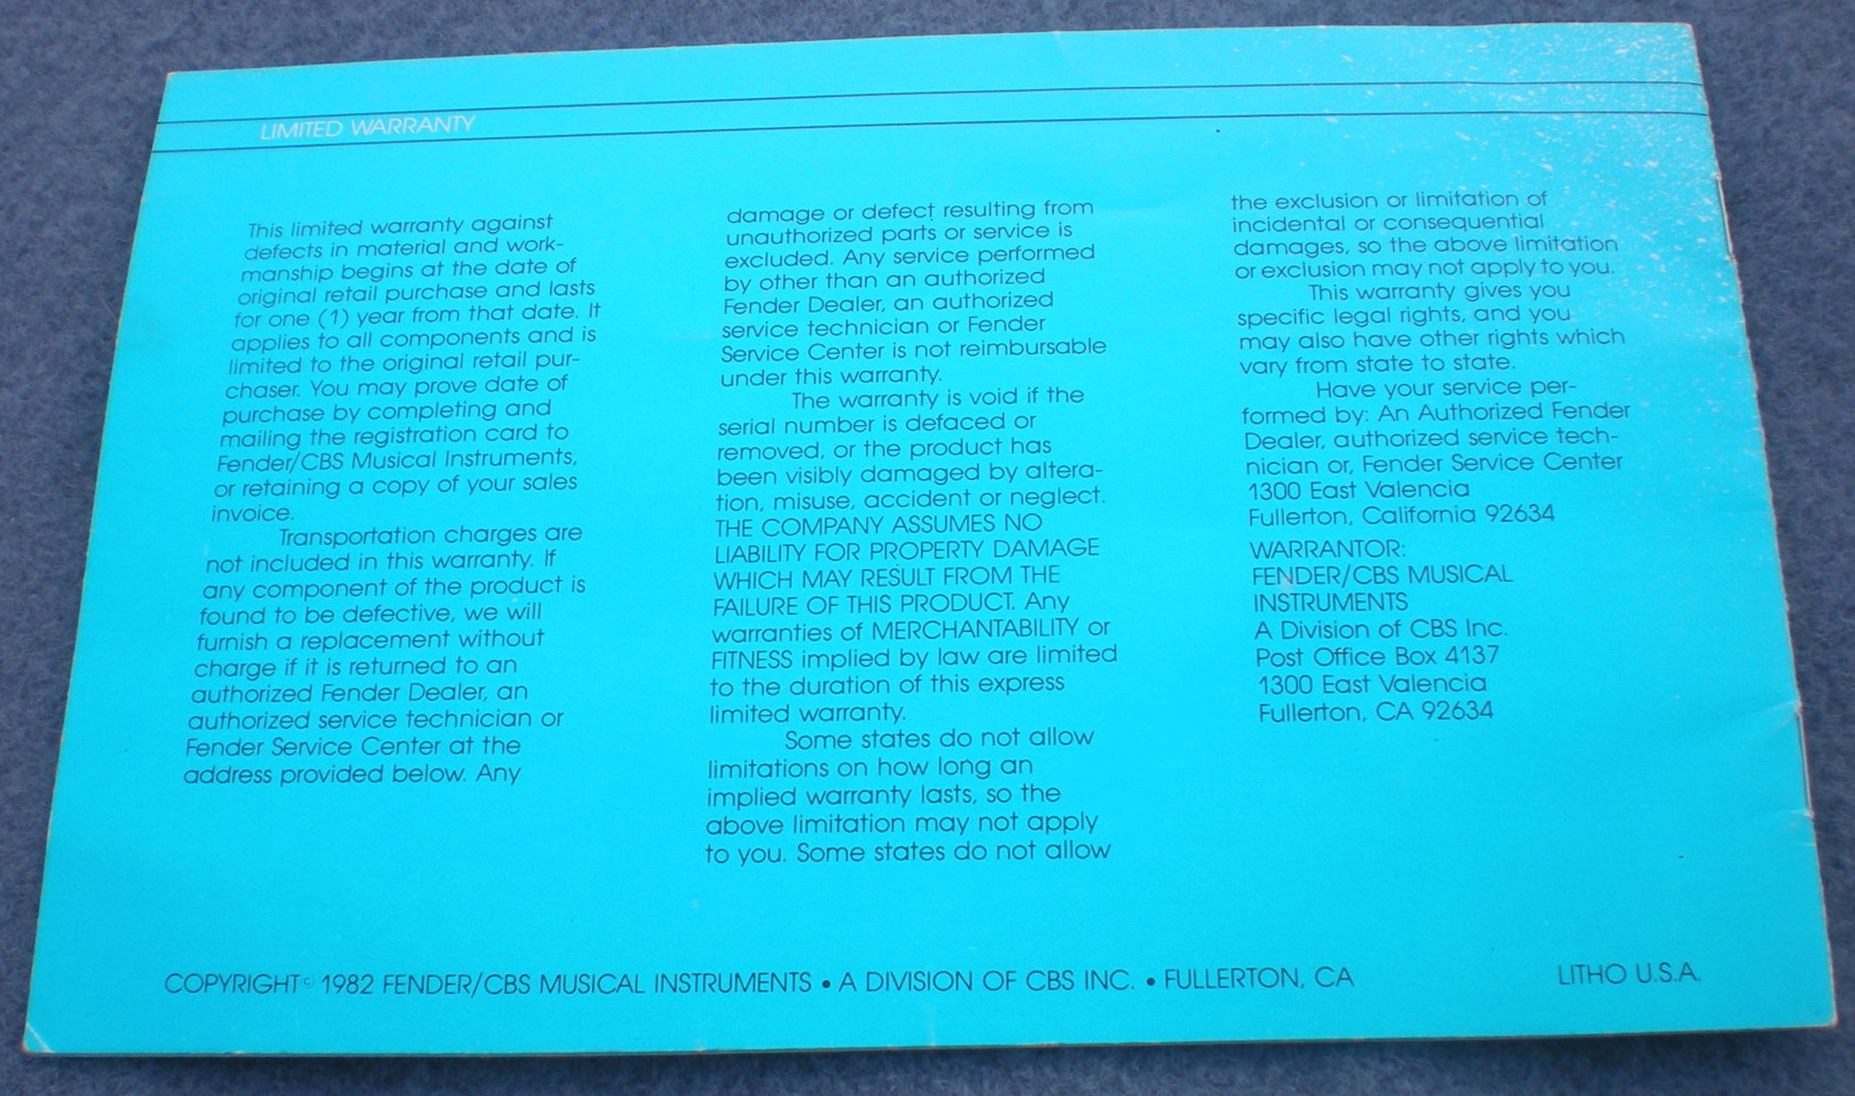 LIMITED WARRANTY
This limited warranty against
defects in material and work-
manship begins at the date of
original retail purchase and lasts
for one (1) year from that date. It
applies to all components and is
limited to the original retail pur-
chaser. You may prove date of
purchase by completing and
mailing the registration card to
Fender/CBS Musical Instruments,
or retaining a copy of your sales
invoice.
Transportation charges are
not included in this warranty. If
any component of the product is
found to be defective, we will
furnish a replacement without
charge if it is returned to an
authorized Fender Dealer, an
authorized service technician or
Fender Service Center at the
address provided below. Any
damage or defect resulting from
unauthorized parts or service is
excluded. Any service performed
by other than an authorized
Fender Dealer, an authorized
service technician or Fender
Service Center is not reimbursable
under this warranty.
The warranty is void if the
serial number is defaced or
removed, or the product has
been visibly damaged by altera-
tion, misuse, accident or neglect.
THE COMPANY ASSUMES NO
LIABILITY FOR PROPERTY DAMAGE
WHICH MAY RESULT FROM THE
FAILURE OF THIS PRODUCT. Any
warranties of MERCHANTABILITY or
FITNESS implied by law are limited
to the duration of this express
limited warranty.
Some states do not allow
limitations on how long an
implied warranty lasts, so the
above limitation may not apply
to you. Some states do not allow
the exclusion or limitation of
incidental or consequential
damages, so the above limitation
or exclusion may not apply to you.
This warranty gives you
specific legal rights, and you
may also have other rights which
vary from state to state.
Have your service per-
formed by: An Authorized Fender
Dealer, authorized service tech-
nician or, Fender Service Center
1300 East Valencia
Fullerton, California 92634
WARRANTOR:
FENDER/CBS MUSICAL
INSTRUMENTS
A Division of CBS Inc.
Post Office Box 4137
1300 East Valencia
Fullerton, CA 92634
COPYRIGHT © 1982 FENDER/CBS MUSICAL INSTRUMENTS • A DIVISION OF CBS INC. • FULLERTON, CA
LITHO U.S.A.